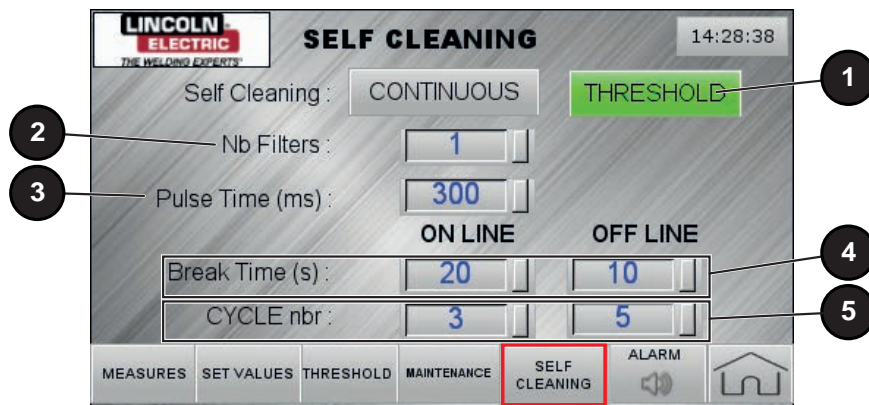 LINCOLN
ELECTRIC
THE WELDING EXPERTS®
SELF CLEANING
14:28:38
Self Cleaning : CONTINUOUS THRESHOLD
1
2
Nb Filters : 1
3
Pulse Time (ms) : 300
ON LINE OFF LINE
4
Break Time (s) : 20 10
5
CYCLE nbr : 3 5
MEASURES SET VALUES THRESHOLD MAINTENANCE SELF CLEANING ALARM